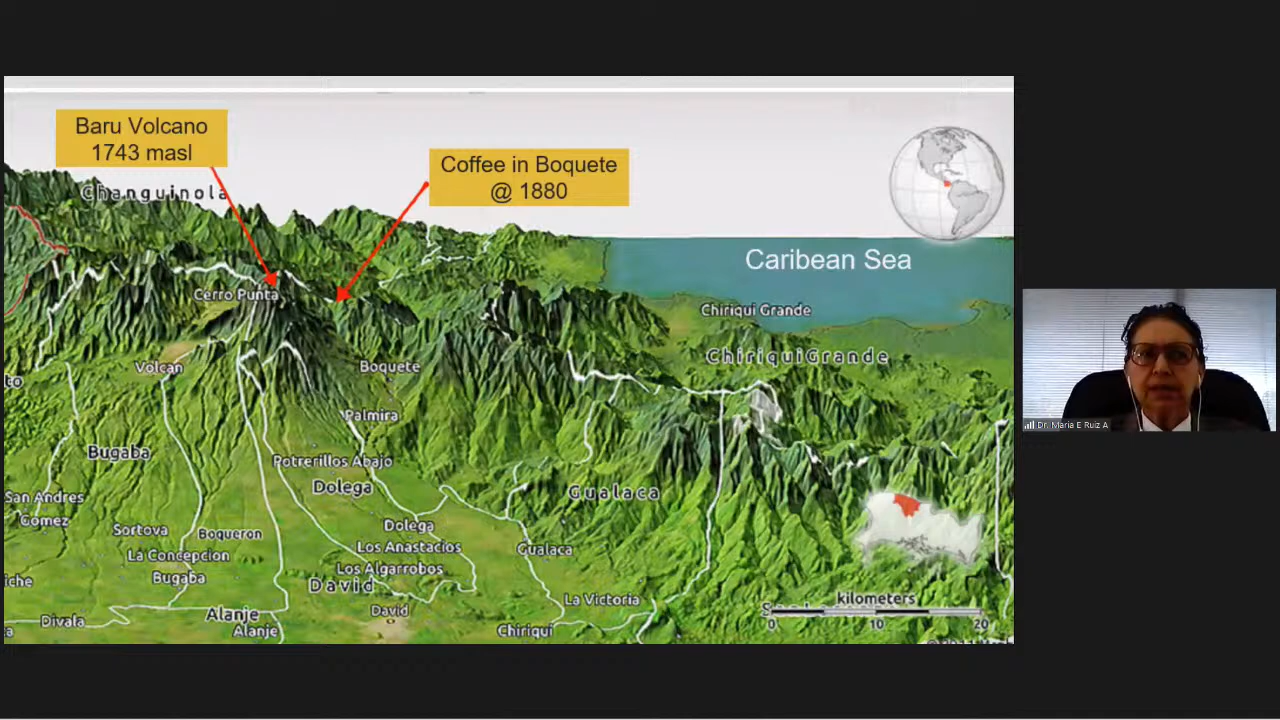 Baru Volcano
1743 masl
Coffee in Boquete
@ 1880
Changuinola
Caribean Sea
Cerro Punta
Chiriqui Grande
Chiriqui Grande
Volcan
Boquete
Palmira
Bugaba
Potrerillos Abajo
Dolega
Gualaca
San Andres
Gomez
Sortova
Boqueron
Dolega
La Concepcion
Los Anastacios
Gualaca
Bugaba
Los Algarrobos
David
David
La Victoria
Divala
Alanje
Alanje
Chiriqui
kilometers
0 10 20
Dr. Maria E Ruiz A